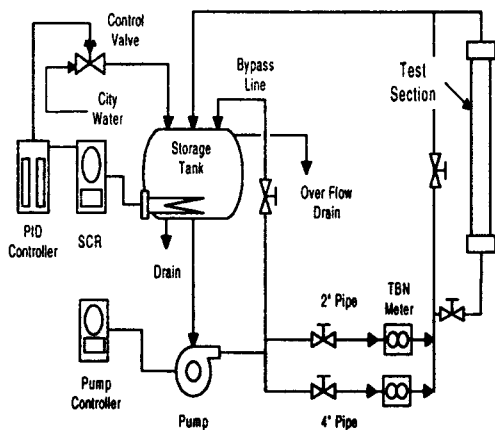 Control
Valve
City
Water
Bypass
Line
Test
Section
Storage
Tank
Over Flow
Drain
PID
Controller
SCR
Drain
2" Pipe
TBN
Meter
Pump
Controller
Pump
4" Pipe